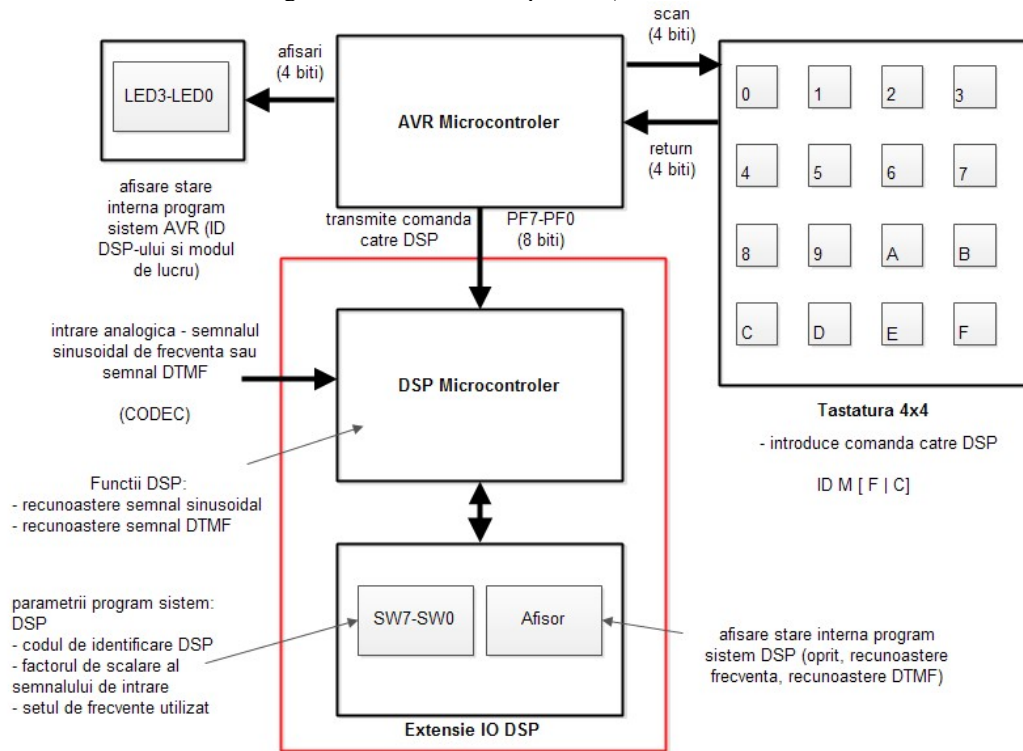 afisari
(4 biti)
LED3-LED0
afisare stare
interna program
sistem AVR (ID
DSP-ului si modul
de lucru)
AVR Microcontroler
scan
(4 biti)
return
(4 biti)
0
1
2
3
4
5
6
7
8
9
A
B
C
D
E
F
Tastatura 4x4
- introduce comanda catre DSP
ID M [ F | C]
transmite comanda
catre DSP
PF7-PF0
(8 biti)
intrare analogica - semnalul
sinusoidal de frecventa sau
semnal DTMF
(CODEC)
DSP Microcontroler
Functii DSP:
- recunoastere semnal sinusoidal
- recunoastere semnal DTMF
parametrii program sistem:
DSP
- codul de identificare DSP
- factorul de scalare al
semnalului de intrare
- setul de frecvente utilizat
SW7-SW0
Afisor
Extensie IO DSP
afisare stare interna program
sistem DSP (oprit, recunoastere
frecventa, recunoastere DTMF)